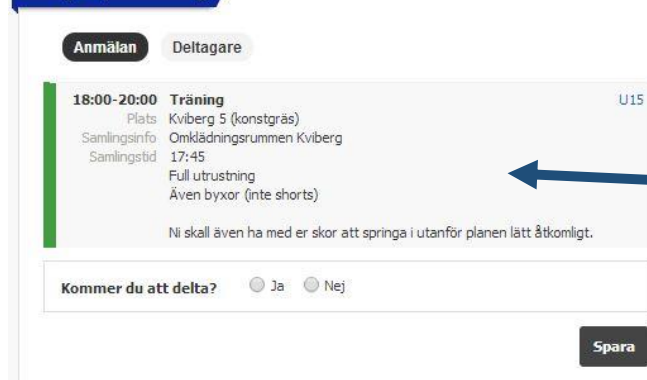 Anmälan Deltagare
18:00-20:00 Träning U15
Plats Kviberg 5 (konstgräs)
Samlingsinfo Omklädningsrummen Kviberg
Samlingstid 17:45
Full utrustning
Även byxor (inte shorts)
Ni skall även ha med er skor att springa i utanför planen lätt åtkomligt.
Kommer du att delta? Ja Nej
Spara